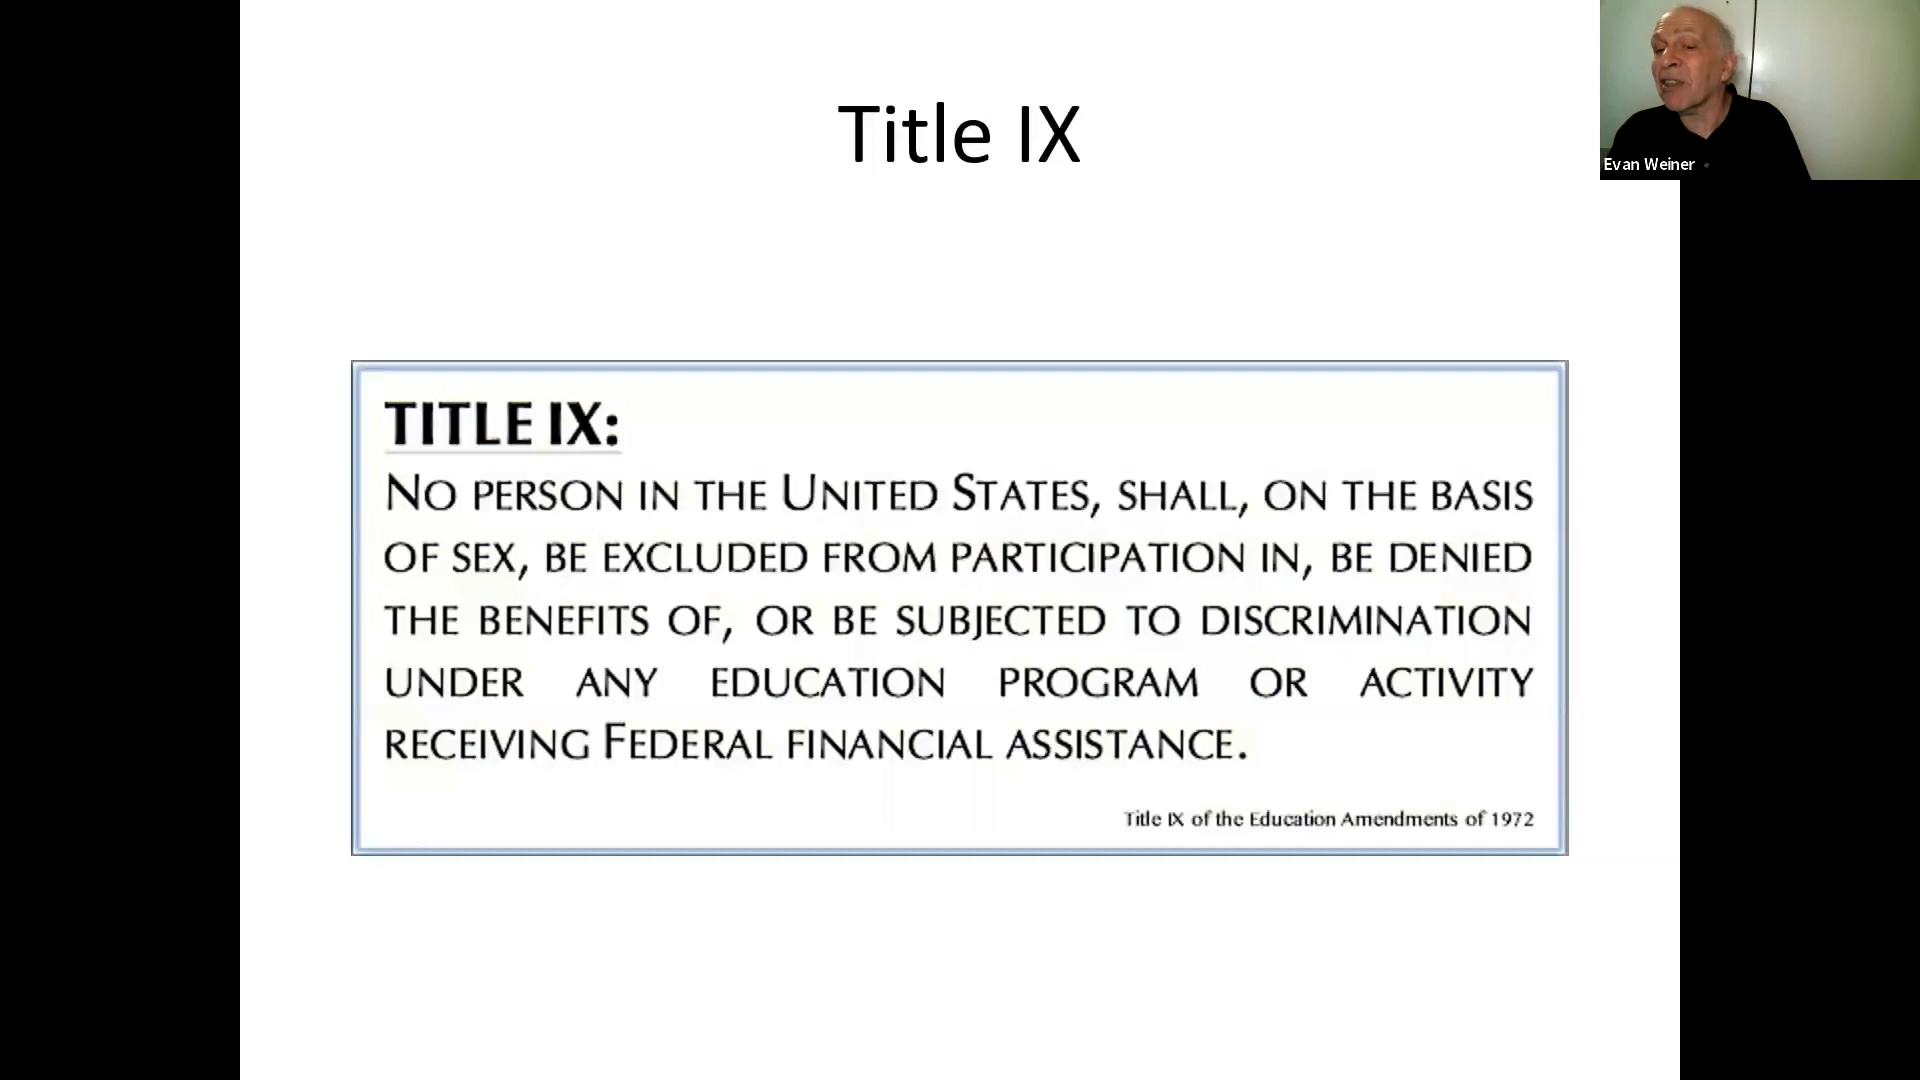 Title IX
Evan Weiner
TITLE IX:
NO PERSON IN THE UNITED STATES, SHALL, ON THE BASIS
OF SEX, BE EXCLUDED FROM PARTICIPATION IN, BE DENIED
THE BENEFITS OF, OR BE SUBJECTED TO DISCRIMINATION
UNDER ANY EDUCATION PROGRAM OR ACTIVITY
RECEIVING FEDERAL FINANCIAL ASSISTANCE.
Title IX of the Education Amendments of 1972